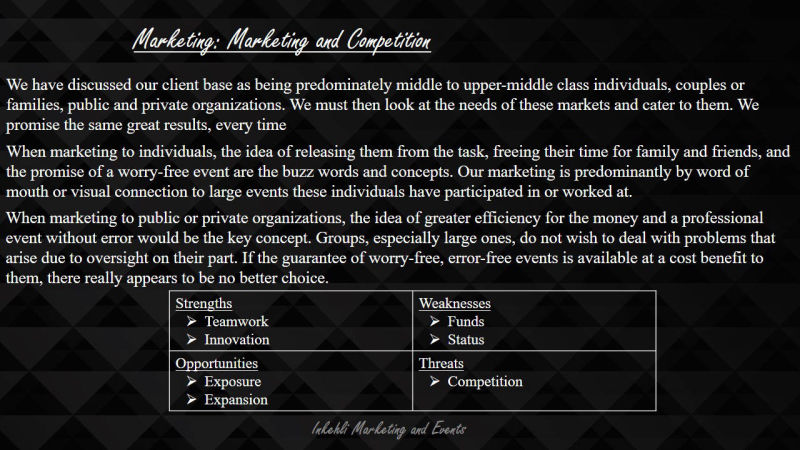 Marketing: Marketing and Competition
We have discussed our client base as being predominately middle to upper-middle class individuals, couples or
families, public and private organizations. We must then look at the needs of these markets and cater to them. We
promise the same great results, every time
When marketing to individuals, the idea of releasing them from the task, freeing their time for family and friends, and
the promise of a worry-free event are the buzz words and concepts. Our marketing is predominantly by word of
mouth or visual connection to large events these individuals have participated in or worked at.
When marketing to public or private organizations, the idea of greater efficiency for the money and a professional
event without error would be the key concept. Groups, especially large ones, do not wish to deal with problems that
arise due to oversight on their part. If the guarantee of worry-free, error-free events is available at a cost benefit to
them, there really appears to be no better choice.
Strengths
➢ Teamwork
➢ Innovation
Weaknesses
➢ Funds
➢ Status
Opportunities
➢ Exposure
➢ Expansion
Threats
➢ Competition
Inkehli Marketing and Events